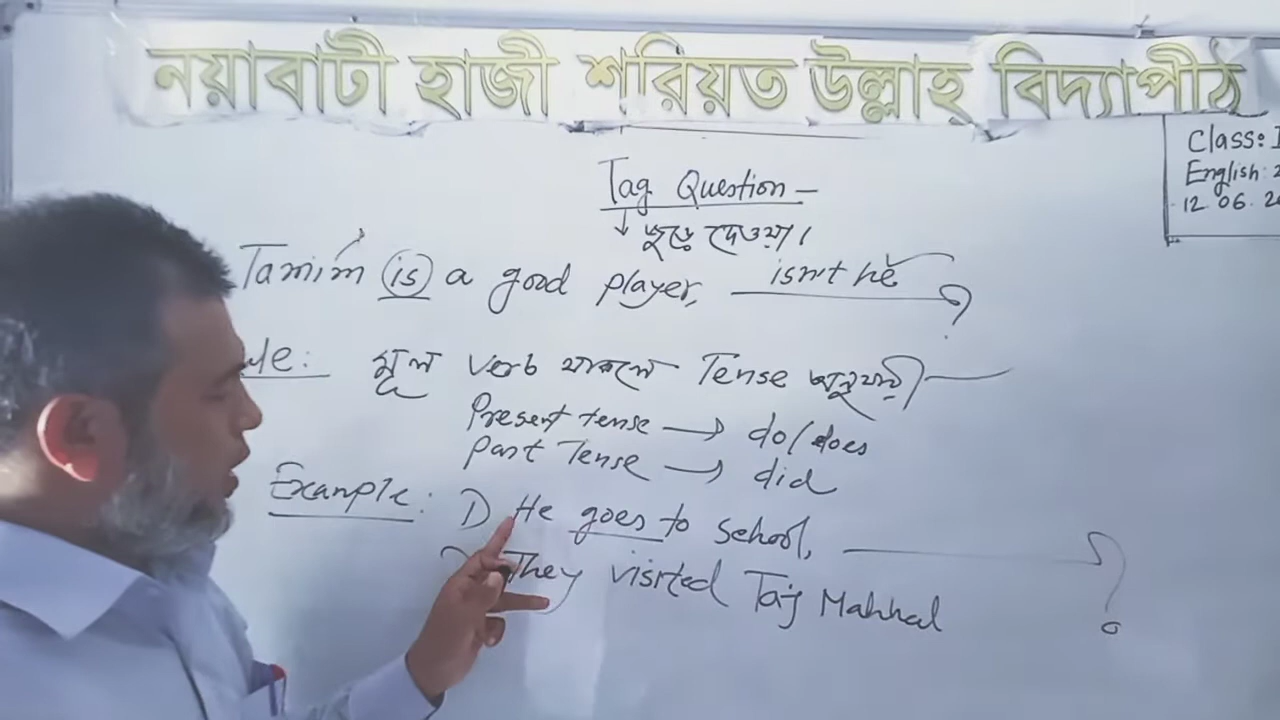 নয়াবাটী হাজী শরিয়ত উল্লাহ বিদ্যাপীঠ
Class:
English: 2
12.06.
Tag Question —
↓ জুড়ে দেওয়া।
Tamim is a good player, isn't he ?
মূল verb থাকলে Tense অনুযায়ী —
Present tense → do/does
Past Tense → did
Example: 1) He goes to school, ?
They visited Taj Mahhal